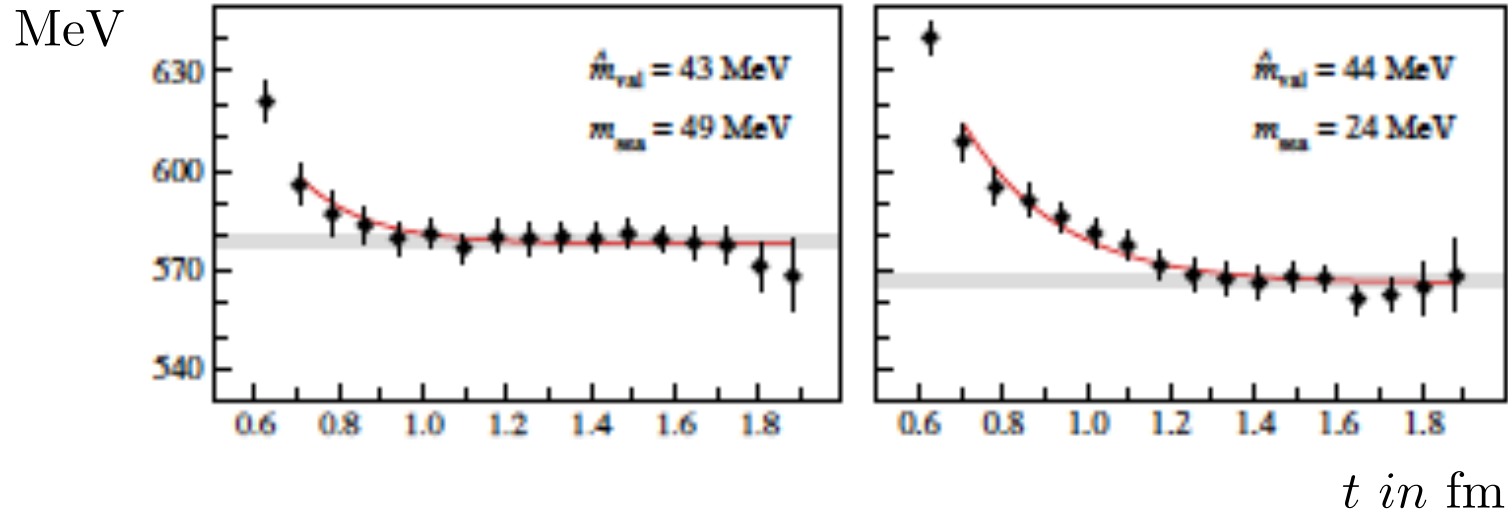 MeV
630
600
570
540
m̂val = 43 MeV
msea = 49 MeV
0.6 0.8 1.0 1.2 1.4 1.6 1.8
m̂val = 44 MeV
msea = 24 MeV
0.6 0.8 1.0 1.2 1.4 1.6 1.8
t in fm